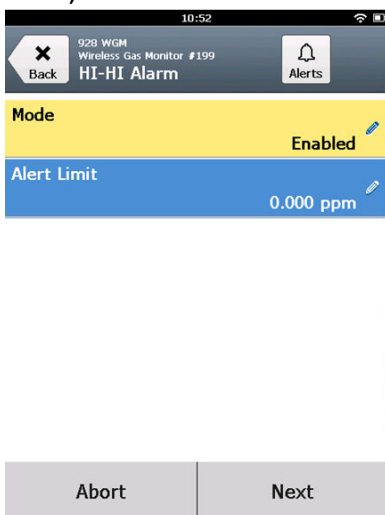 10:52
928 WGM
Wireless Gas Monitor #199
HI-HI Alarm
Back
Alerts
Mode
Enabled
Alert Limit
0.000 ppm
Abort
Next